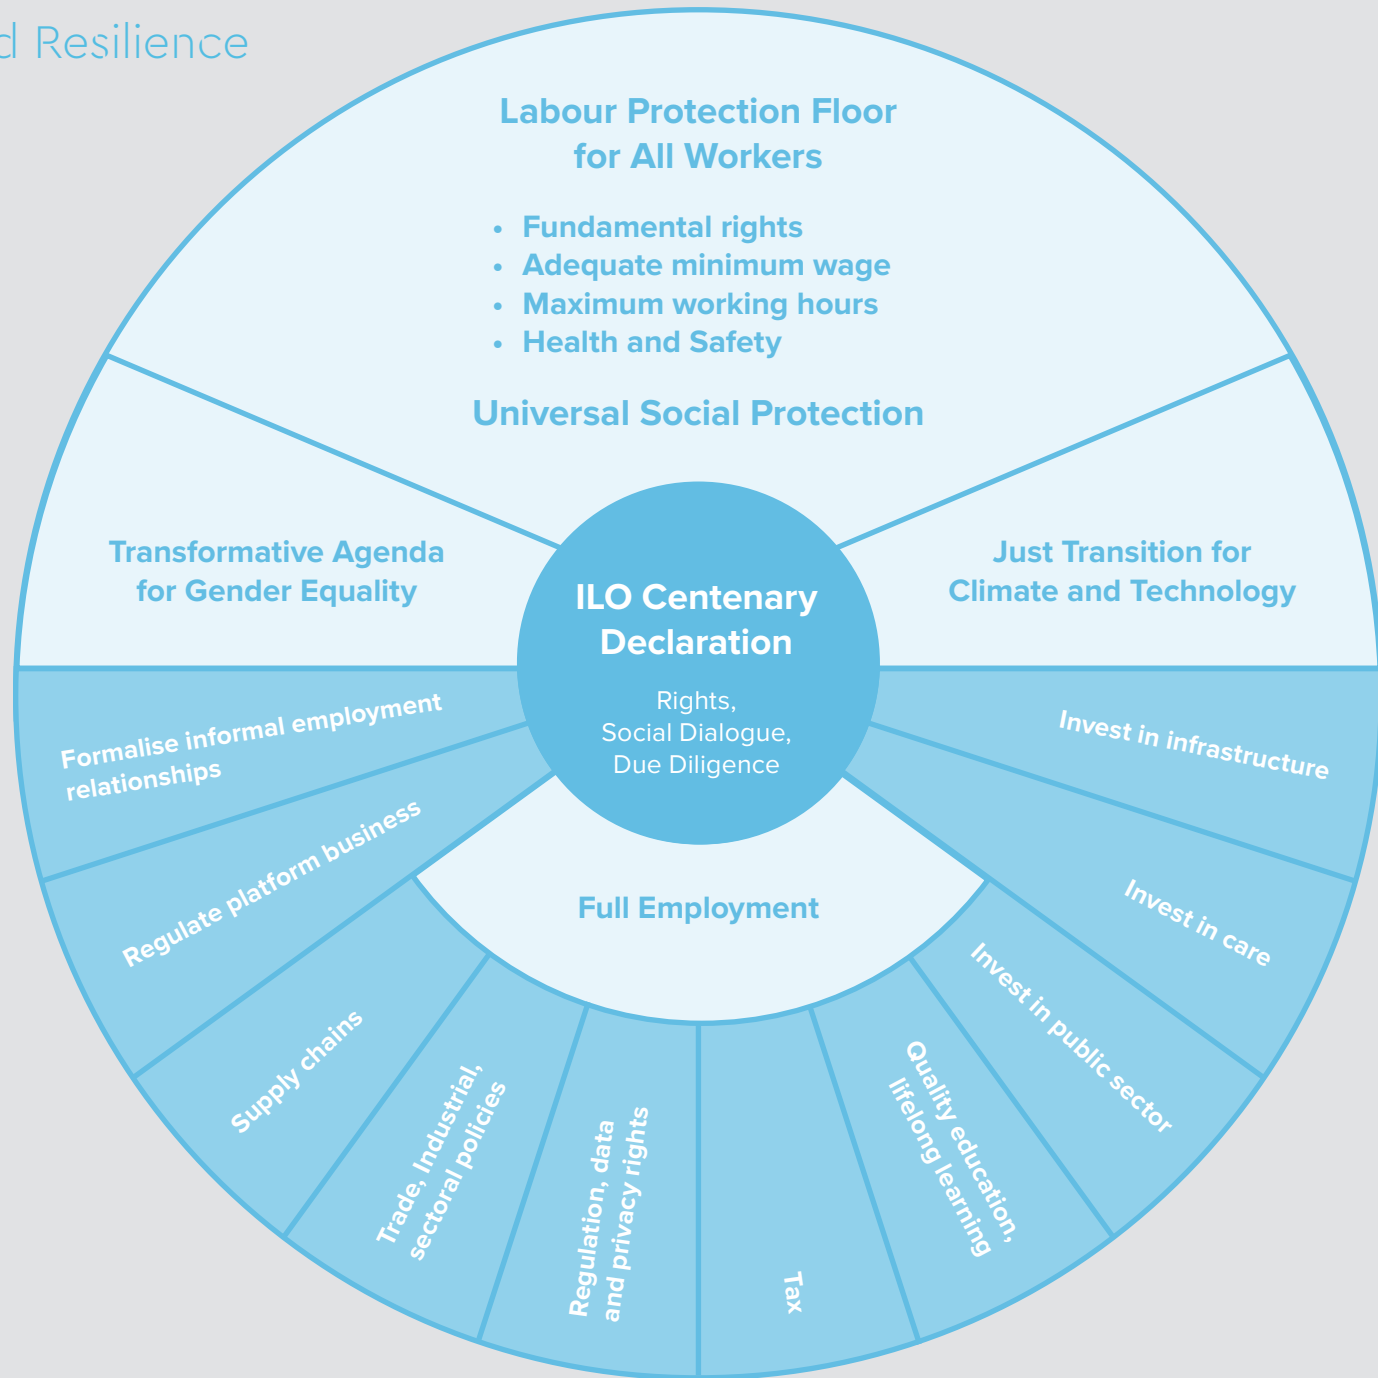 d Resilience
Labour Protection Floor
for All Workers
• Fundamental rights
• Adequate minimum wage
• Maximum working hours
• Health and Safety
Universal Social Protection
Transformative Agenda
for Gender Equality
Just Transition for
Climate and Technology
ILO Centenary
Declaration
Rights,
Social Dialogue,
Due Diligence
Full Employment
Formalise informal employment
relationships
Regulate platform business
Supply chains
Trade, Industrial,
sectoral policies
Regulation, data
and privacy rights
Tax
Quality education,
lifelong learning
Invest in public sector
Invest in care
Invest in infrastructure